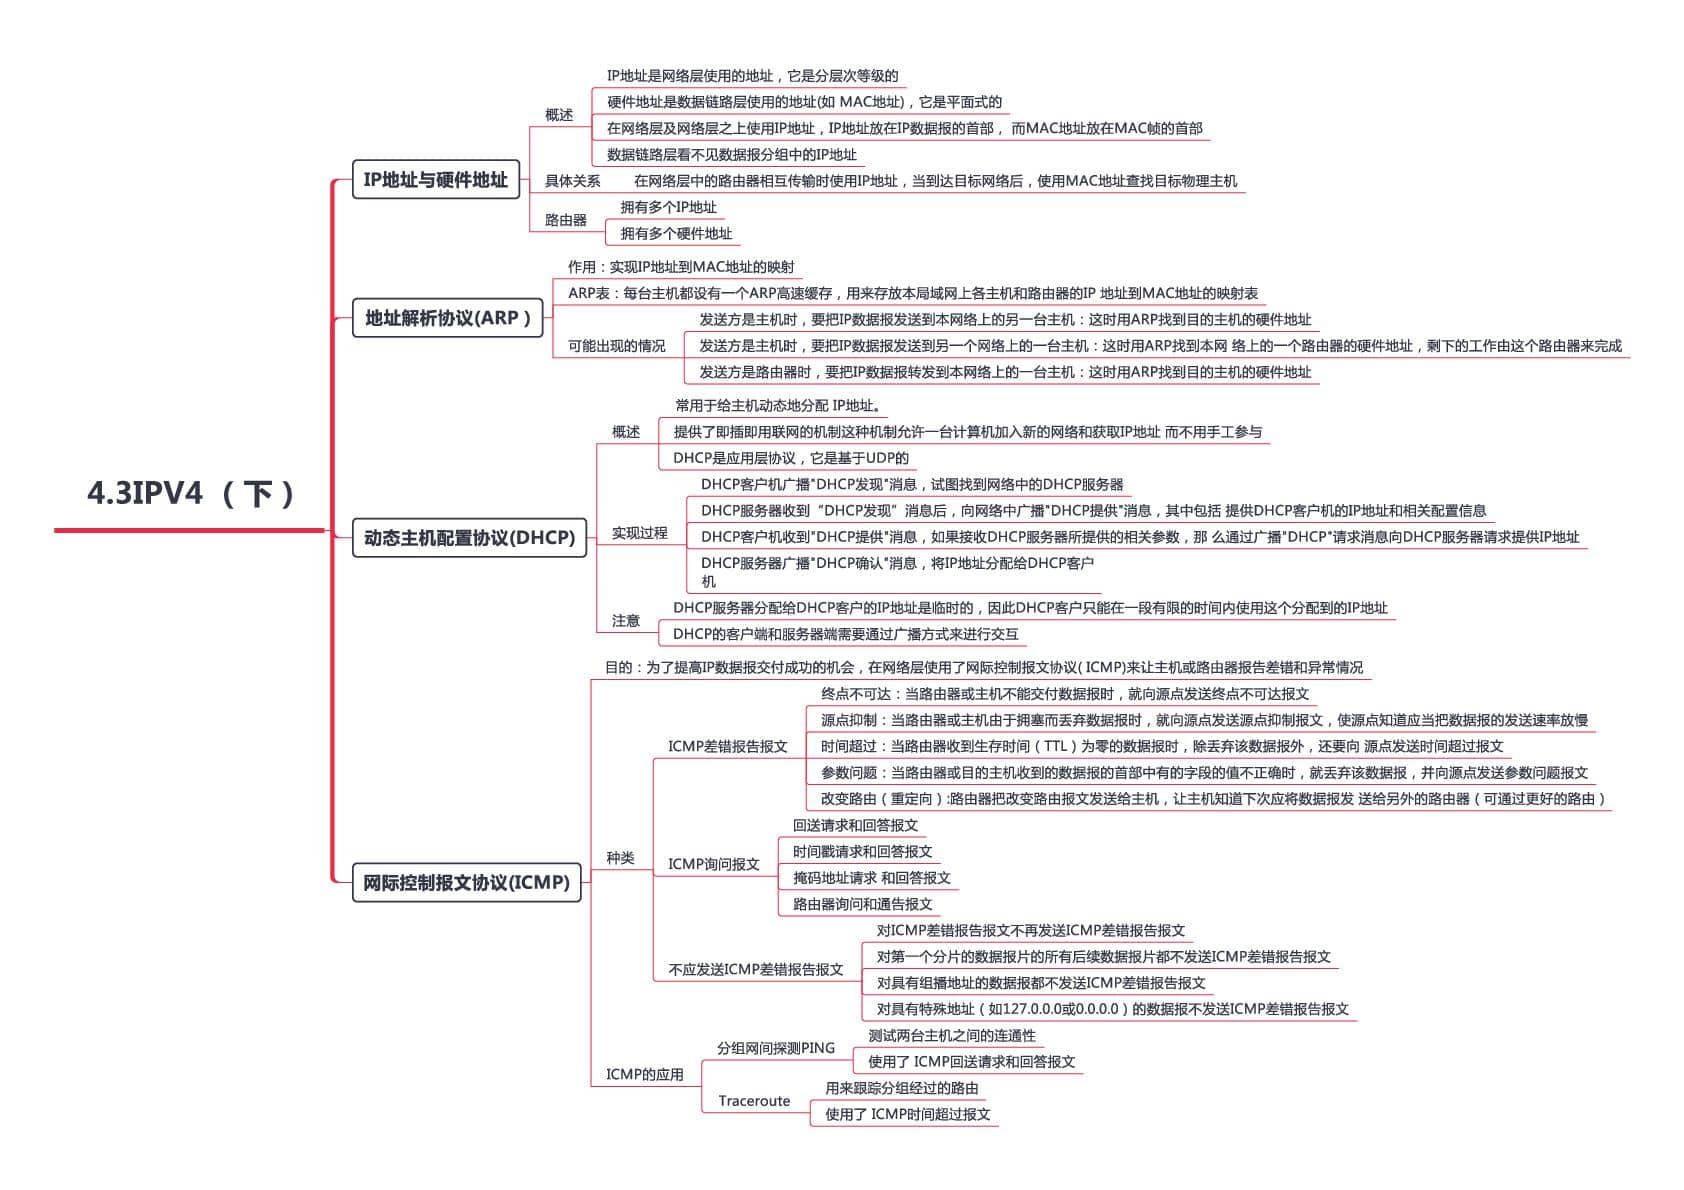 4.3IPV4（下）
IP地址与硬件地址
概述
IP地址是网络层使用的地址，它是分层次等级的
硬件地址是数据链路层使用的地址(如 MAC地址)，它是平面式的
在网络层及网络层之上使用IP地址，IP地址放在IP数据报的首部， 而MAC地址放在MAC帧的首部
数据链路层看不见数据报分组中的IP地址
具体关系
在网络层中的路由器相互传输时使用IP地址，当到达目标网络后，使用MAC地址查找目标物理主机
路由器
拥有多个IP地址
拥有多个硬件地址
地址解析协议(ARP )
作用：实现IP地址到MAC地址的映射
ARP表：每台主机都设有一个ARP高速缓存，用来存放本局域网上各主机和路由器的IP 地址到MAC地址的映射表
可能出现的情况
发送方是主机时，要把IP数据报发送到本网络上的另一台主机：这时用ARP找到目的主机的硬件地址
发送方是主机时，要把IP数据报发送到另一个网络上的一台主机：这时用ARP找到本网 络上的一个路由器的硬件地址，剩下的工作由这个路由器来完成
发送方是路由器时，要把IP数据报转发到本网络上的一台主机：这时用ARP找到目的主机的硬件地址
动态主机配置协议(DHCP)
概述
常用于给主机动态地分配 IP地址。
提供了即插即用联网的机制这种机制允许一台计算机加入新的网络和获取IP地址 而不用手工参与
DHCP是应用层协议，它是基于UDP的
实现过程
DHCP客户机广播"DHCP发现"消息，试图找到网络中的DHCP服务器
DHCP服务器收到“DHCP发现”消息后，向网络中广播"DHCP提供"消息，其中包括 提供DHCP客户机的IP地址和相关配置信息
DHCP客户机收到"DHCP提供"消息，如果接收DHCP服务器所提供的相关参数，那 么通过广播"DHCP"请求消息向DHCP服务器请求提供IP地址
DHCP服务器广播"DHCP确认"消息，将IP地址分配给DHCP客户
机
注意
DHCP服务器分配给DHCP客户的IP地址是临时的，因此DHCP客户只能在一段有限的时间内使用这个分配到的IP地址
DHCP的客户端和服务器端需要通过广播方式来进行交互
网际控制报文协议(ICMP)
目的：为了提高IP数据报交付成功的机会，在网络层使用了网际控制报文协议( ICMP)来让主机或路由器报告差错和异常情况
种类
ICMP差错报告报文
终点不可达：当路由器或主机不能交付数据报时，就向源点发送终点不可达报文
源点抑制：当路由器或主机由于拥塞而丢弃数据报时，就向源点发送源点抑制报文，使源点知道应当把数据报的发送速率放慢
时间超过：当路由器收到生存时间（TTL）为零的数据报时，除丢弃该数据报外，还要向 源点发送时间超过报文
参数问题：当路由器或目的主机收到的数据报的首部中有的字段的值不正确时，就丢弃该数据报，并向源点发送参数问题报文
改变路由（重定向）:路由器把改变路由报文发送给主机，让主机知道下次应将数据报发 送给另外的路由器（可通过更好的路由）
ICMP询问报文
回送请求和回答报文
时间戳请求和回答报文
掩码地址请求 和回答报文
路由器询问和通告报文
不应发送ICMP差错报告报文
对ICMP差错报告报文不再发送ICMP差错报告报文
对第一个分片的数据报片的所有后续数据报片都不发送ICMP差错报告报文
对具有组播地址的数据报都不发送ICMP差错报告报文
对具有特殊地址（如127.0.0.0或0.0.0.0）的数据报不发送ICMP差错报告报文
ICMP的应用
分组网间探测PING
测试两台主机之间的连通性
使用了 ICMP回送请求和回答报文
Traceroute
用来跟踪分组经过的路由
使用了 ICMP时间超过报文